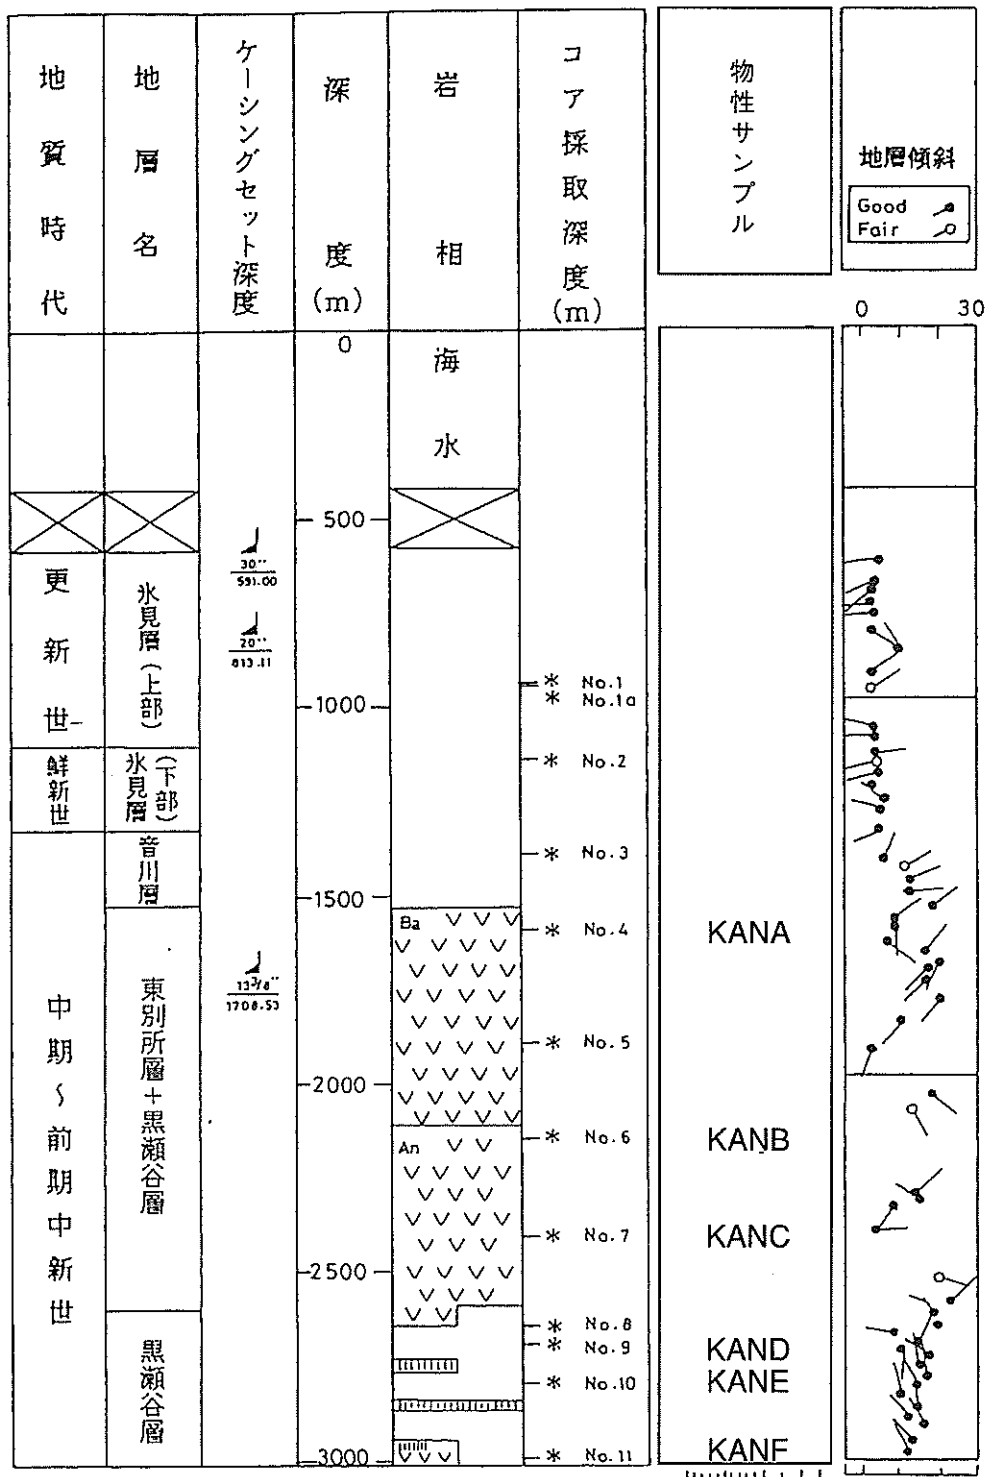 地質時代
地層名
ケーシングセット深度
深度(m)
岩相
コア採取深度(m)
物性サンプル
地層傾斜
Good
Fair
0 30
0
海水
500
30''
591.00
更新世
氷見層(上部)
20''
813.11
No.1
No.1a
1000
鮮新世
氷見層(下部)
No.2
音川層
No.3
1500
Ba
No.4
KANA
中期~前期中新世
東別所層+黒瀬谷層
13 3/8''
1708.53
No.5
2000
An
No.6
KANB
No.7
KANC
2500
黒瀬谷層
No.8
No.9
KAND
No.10
KANE
No.11
KANF
3000